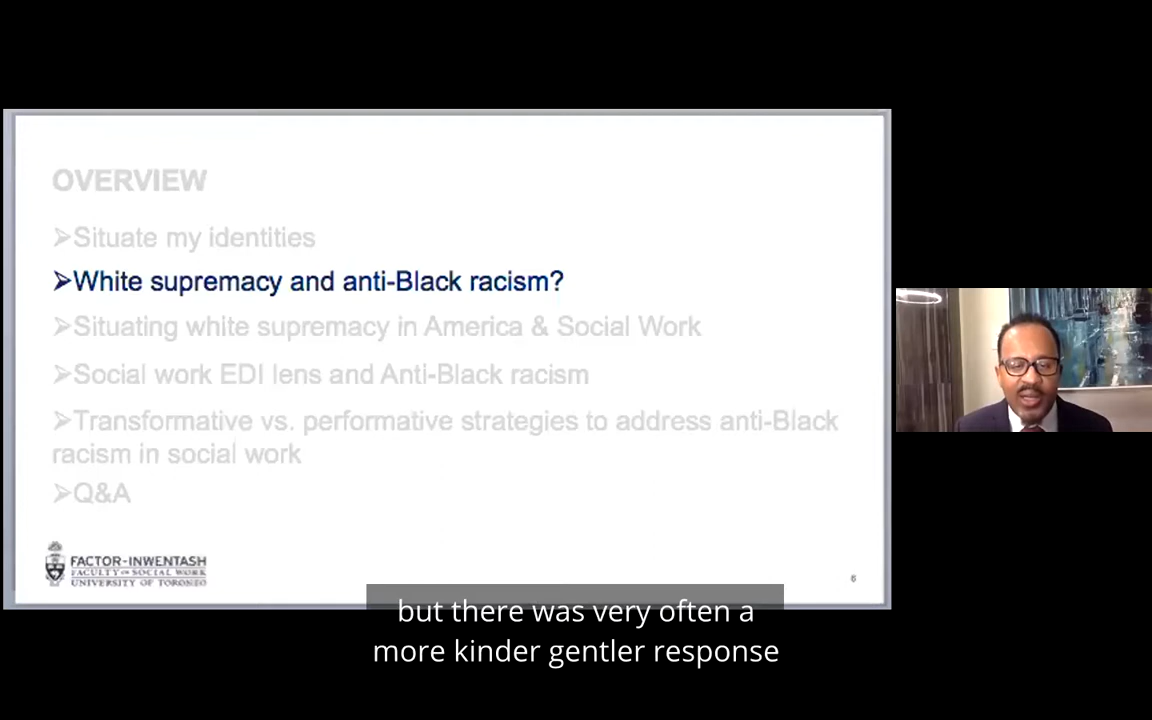 OVERVIEW
➢Situate my identities
➢White supremacy and anti-Black racism?
➢Situating white supremacy in America & Social Work
➢Social work EDI lens and Anti-Black racism
➢Transformative vs. performative strategies to address anti-Black
racism in social work
➢Q&A
FACTOR-INWENTASH
FACULTY OF SOCIAL WORK
UNIVERSITY OF TORONTO
6
but there was very often a
more kinder gentler response